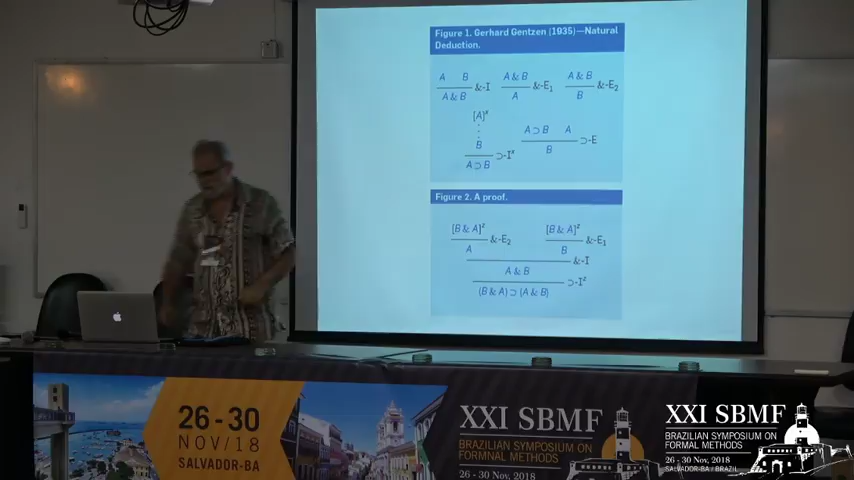 Figure 1. Gerhard Gentzen (1935)—Natural
Deduction.
A B
A & B
&-I
A & B
A
&-E₁
A & B
B
&-E₂
[A]ˣ
B
A ⊃ B
⊃-Iˣ
A ⊃ B A
B
⊃-E
Figure 2. A proof.
[B & A]ᶻ
A
&-E₂
[B & A]ᶻ
B
&-E₁
&-I
A & B
⊃-Iᶻ
(B & A) ⊃ (A & B)
26-30
NOV/18
SALVADOR-BA
XXI SBMF
BRAZILIAN SYMPOSIUM ON
FORMNAL METHODS
26 - 30 Nov, 2018
XXI SBMF
BRAZILIAN SYMPOSIUM ON
FORMAL METHODS
26 - 30 Nov, 2018
SALVADOR-BA / BRAZIL